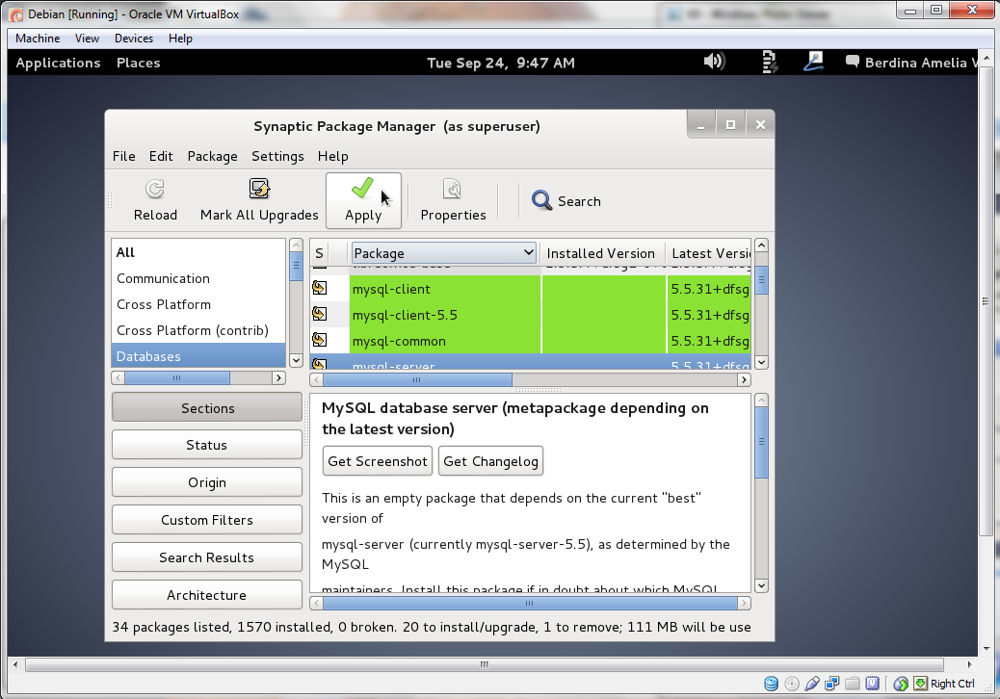 Debian [Running] - Oracle VM VirtualBox
Machine View Devices Help
Applications Places Tue Sep 24, 9:47 AM Berdina Amelia
Synaptic Package Manager (as superuser)
File Edit Package Settings Help
Reload Mark All Upgrades Apply Properties Search
All
Communication
Cross Platform
Cross Platform (contrib)
Databases
S Package Installed Version Latest Versi
mysql-client 5.5.31+dfsg
mysql-client-5.5 5.5.31+dfsg
mysql-common 5.5.31+dfsg
mysql-server 5.5.31+dfsg
Sections
Status
Origin
Custom Filters
Search Results
Architecture
MySQL database server (metapackage depending on
the latest version)
Get Screenshot Get Changelog
This is an empty package that depends on the current "best"
version of
mysql-server (currently mysql-server-5.5), as determined by the
MySQL
maintainers. Install this package if in doubt about which MySQL
34 packages listed, 1570 installed, 0 broken. 20 to install/upgrade, 1 to remove; 111 MB will be use
Right Ctrl